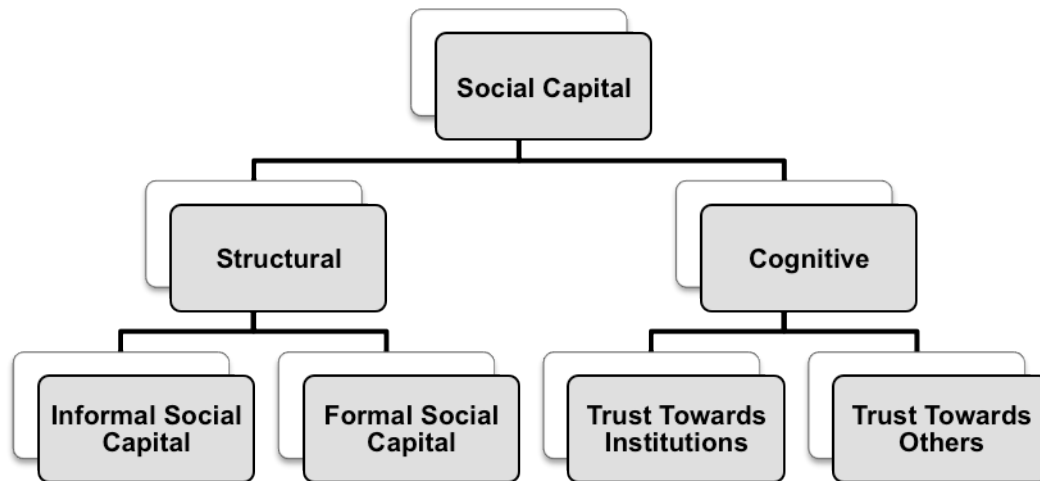 Social Capital
Structural
Cognitive
Informal Social
Capital
Formal Social
Capital
Trust Towards
Institutions
Trust Towards
Others